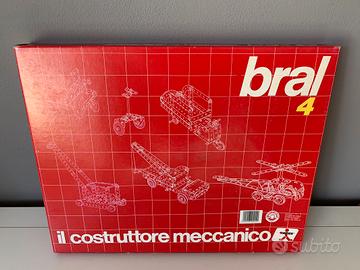 bral
4
il costruttore meccanico
subito